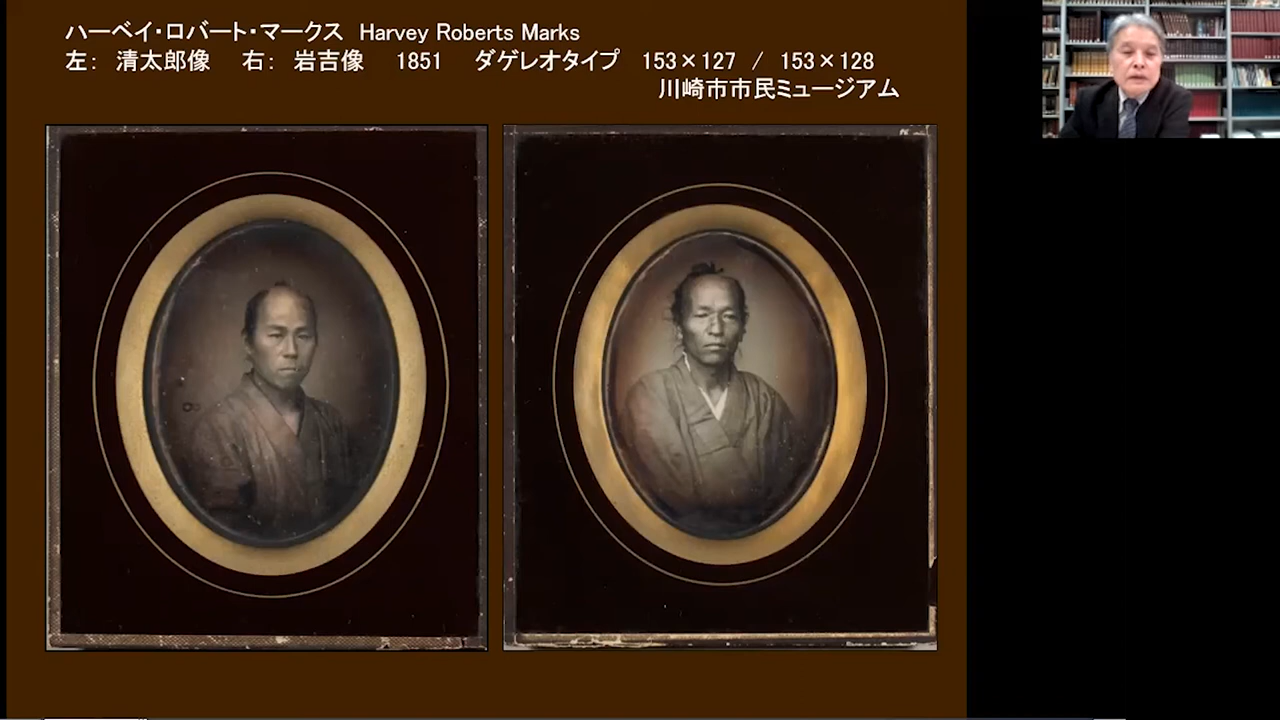 ハーベイ・ロバート・マークス Harvey Roberts Marks
左： 清太郎像 右： 岩吉像 1851 ダゲレオタイプ 153×127 / 153×128
川崎市市民ミュージアム